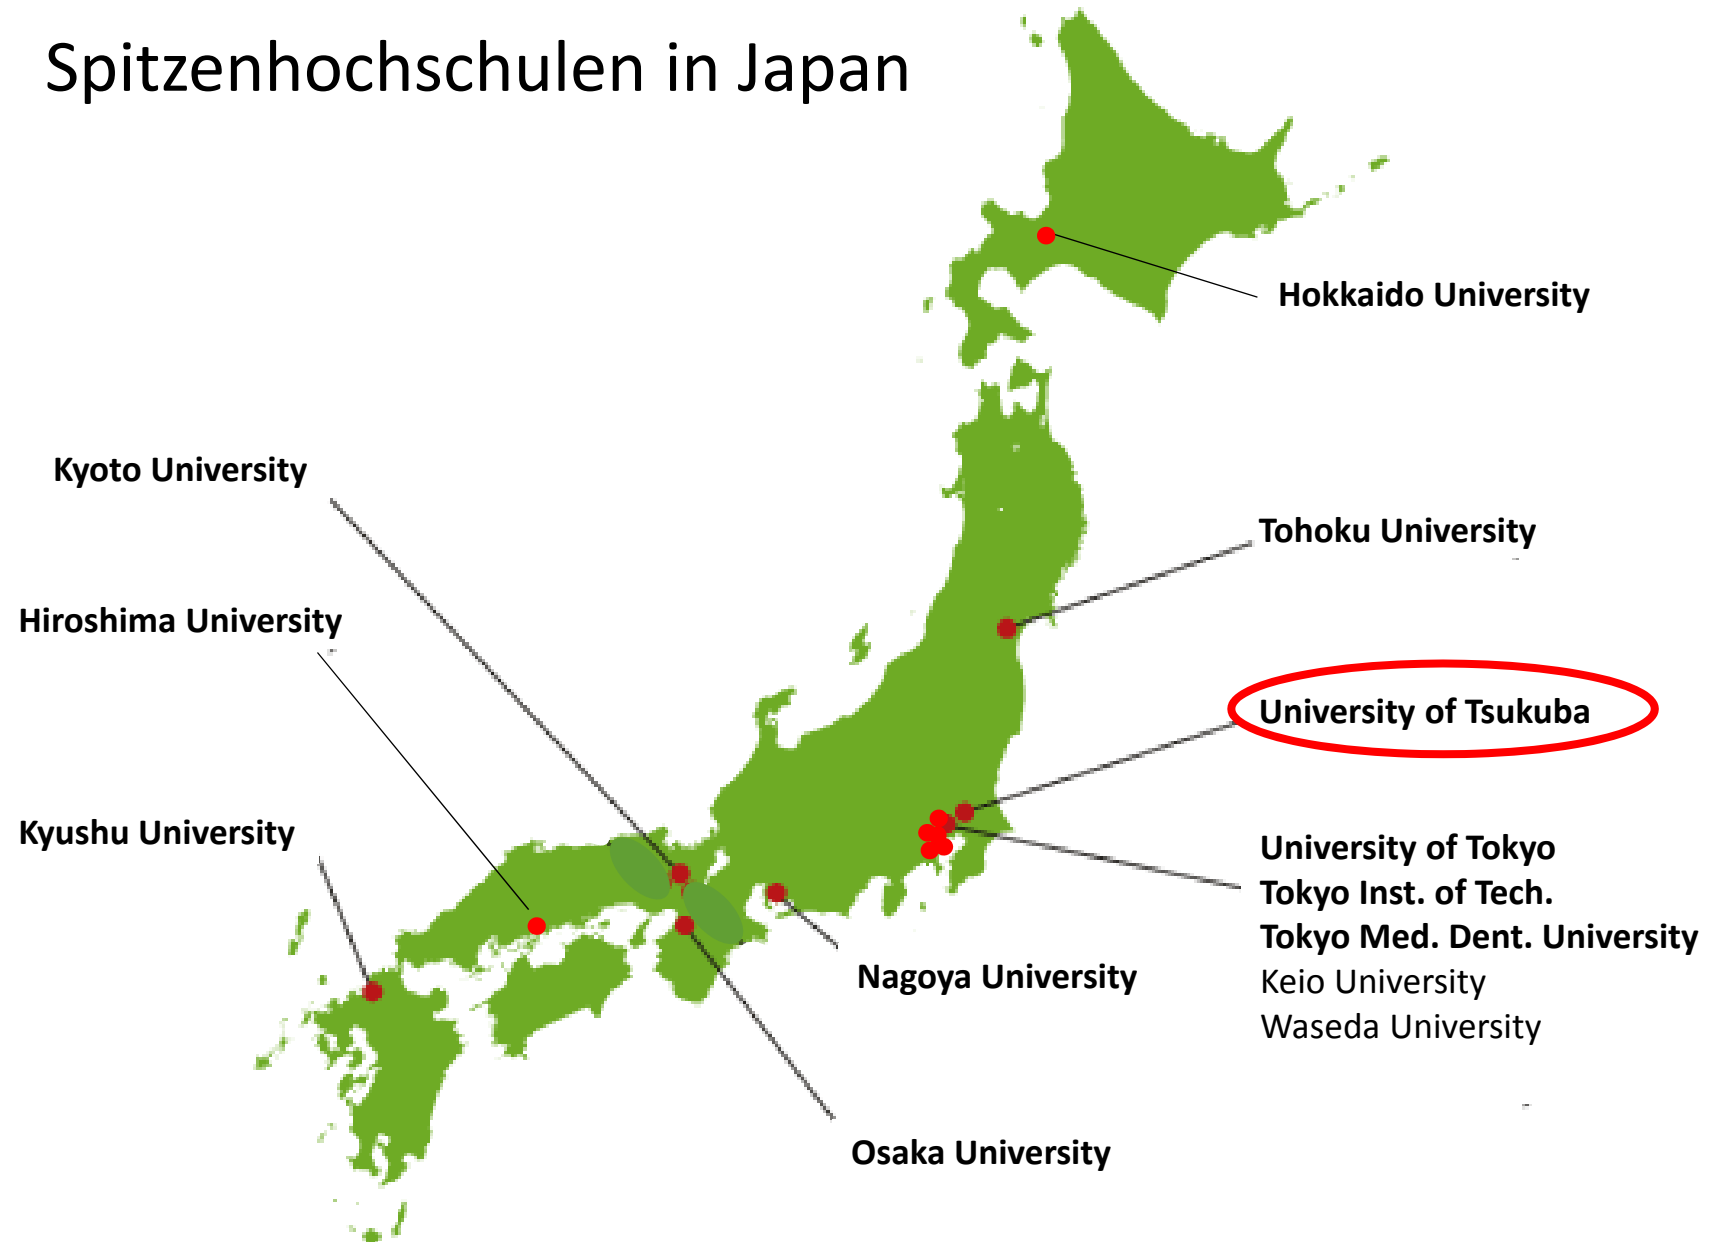 Spitzenhochschulen in Japan
Hokkaido University
Kyoto University
Tohoku University
Hiroshima University
University of Tsukuba
Kyushu University
University of Tokyo
Tokyo Inst. of Tech.
Tokyo Med. Dent. University
Keio University
Waseda University
Nagoya University
Osaka University